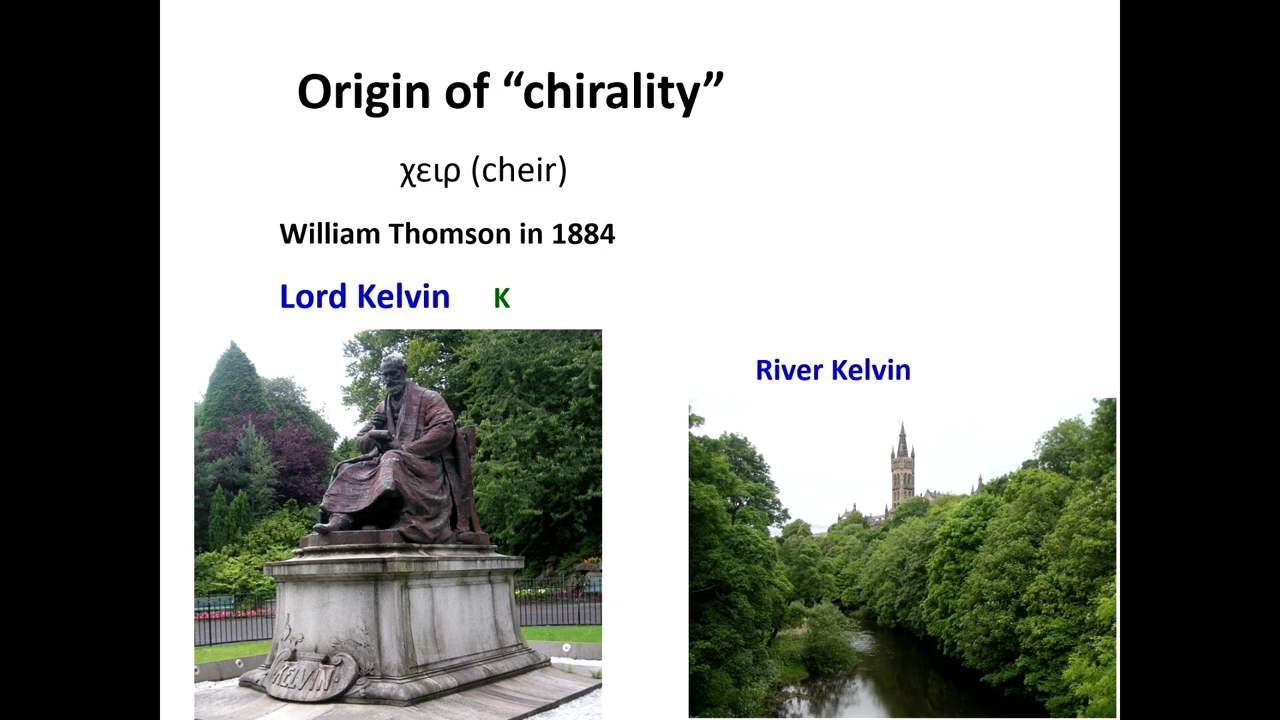 Origin of “chirality”
χειρ (cheir)
William Thomson in 1884
Lord Kelvin K
River Kelvin
KELVIN